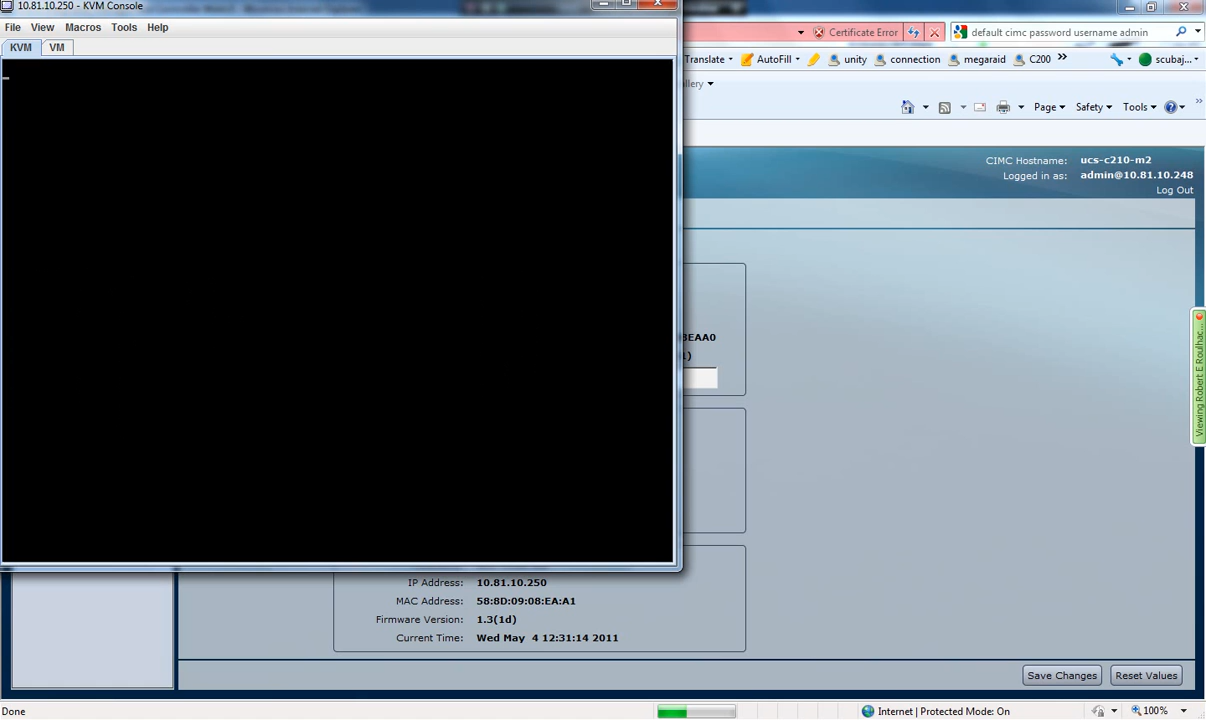 10.81.10.250 - KVM Console
File View Macros Tools Help
KVM VM
Certificate Error
default cimc password username admin
Translate AutoFill unity connection megaraid C200 scubaj...
Page Safety Tools
CIMC Hostname: ucs-c210-m2
Logged in as: admin@10.81.10.248
Log Out
Viewing Robert E Roulhac...
IP Address: 10.81.10.250
MAC Address: 58:8D:09:08:EA:A1
Firmware Version: 1.3(1d)
Current Time: Wed May 4 12:31:14 2011
Save Changes Reset Values
Done Internet | Protected Mode: On 100%